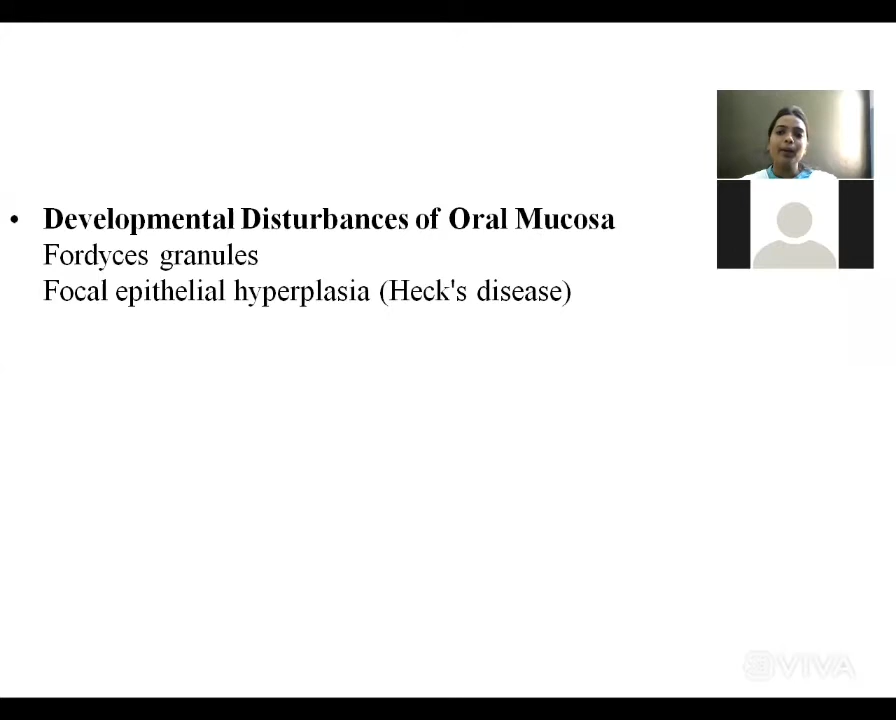 • Developmental Disturbances of Oral Mucosa
Fordyces granules
Focal epithelial hyperplasia (Heck's disease)
VIVA